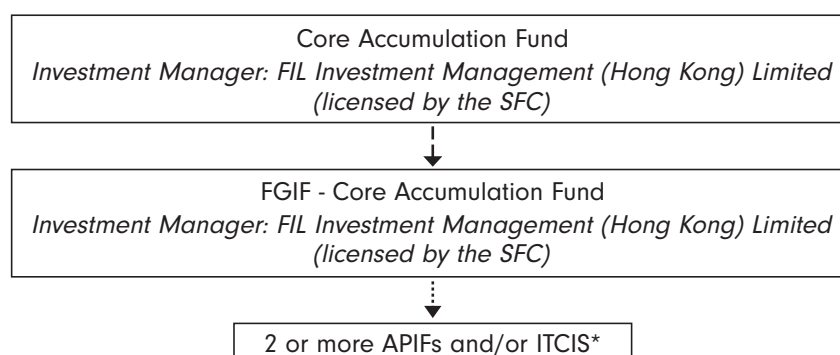 Core Accumulation Fund
Investment Manager: FIL Investment Management (Hong Kong) Limited
(licensed by the SFC)
FGIF - Core Accumulation Fund
Investment Manager: FIL Investment Management (Hong Kong) Limited
(licensed by the SFC)
2 or more APIFs and/or ITCIS*